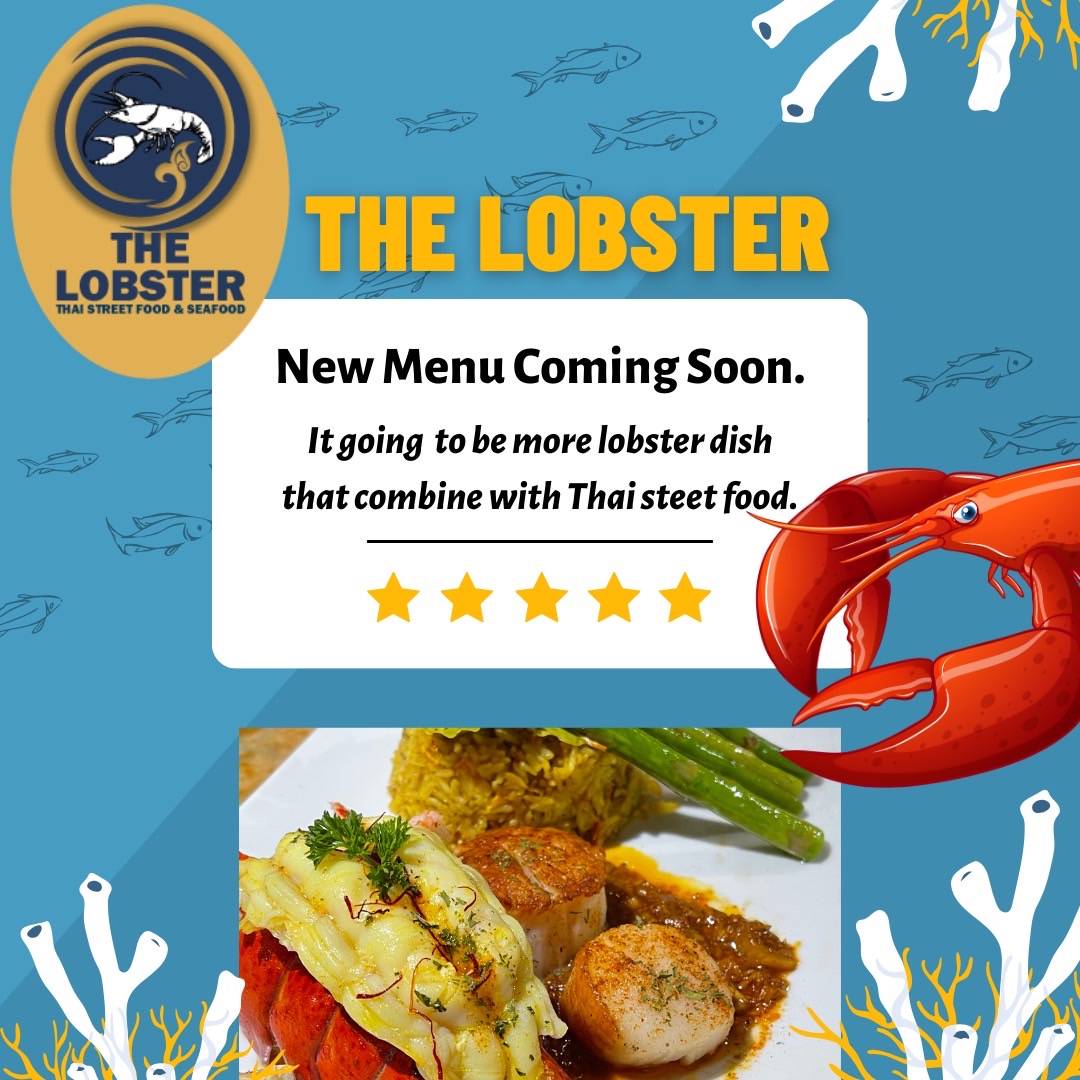 THE
LOBSTER
THAI STREET FOOD & SEAFOOD
THE LOBSTER
New Menu Coming Soon.
It going to be more lobster dish
that combine with Thai steet food.